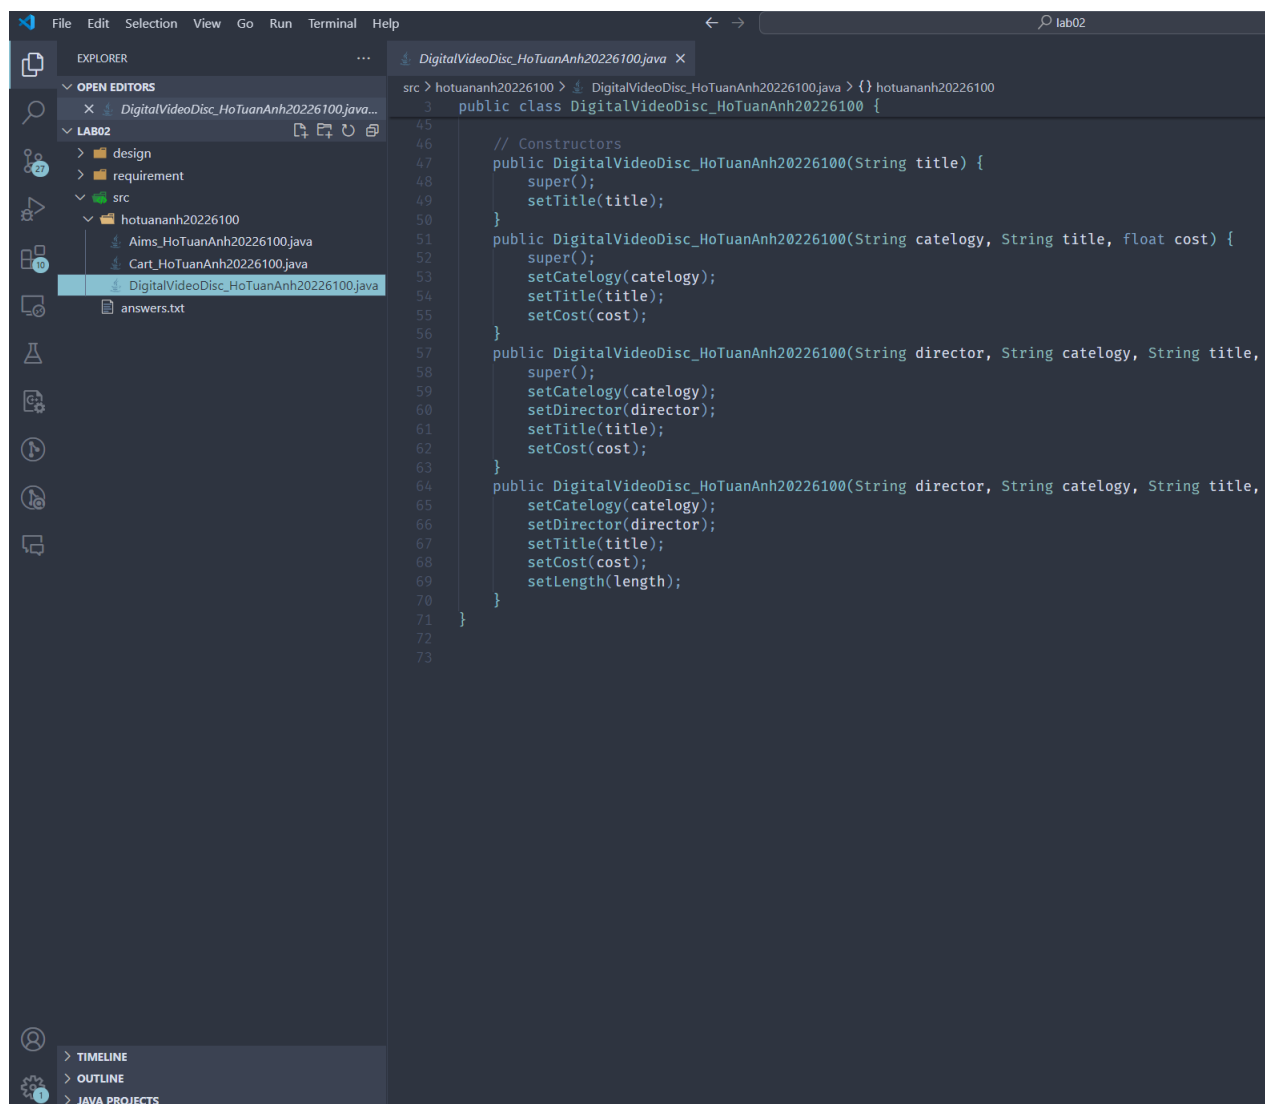 File Edit Selection View Go Run Terminal Help
lab02
EXPLORER
OPEN EDITORS
DigitalVideoDisc_HoTuanAnh20226100.java...
LAB02
design
requirement
src
hotuananh20226100
Aims_HoTuanAnh20226100.java
Cart_HoTuanAnh20226100.java
DigitalVideoDisc_HoTuanAnh20226100.java
answers.txt
27
10
1
TIMELINE
OUTLINE
JAVA PROJECTS
DigitalVideoDisc_HoTuanAnh20226100.java
src > hotuananh20226100 > DigitalVideoDisc_HoTuanAnh20226100.java > {} hotuananh20226100
3 public class DigitalVideoDisc_HoTuanAnh20226100 {
45
46 // Constructors
47 public DigitalVideoDisc_HoTuanAnh20226100(String title) {
48 super();
49 setTitle(title);
50 }
51 public DigitalVideoDisc_HoTuanAnh20226100(String catelogy, String title, float cost) {
52 super();
53 setCatelogy(catelogy);
54 setTitle(title);
55 setCost(cost);
56 }
57 public DigitalVideoDisc_HoTuanAnh20226100(String director, String catelogy, String title,
58 super();
59 setCatelogy(catelogy);
60 setDirector(director);
61 setTitle(title);
62 setCost(cost);
63 }
64 public DigitalVideoDisc_HoTuanAnh20226100(String director, String catelogy, String title,
65 setCatelogy(catelogy);
66 setDirector(director);
67 setTitle(title);
68 setCost(cost);
69 setLength(length);
70 }
71 }
72
73